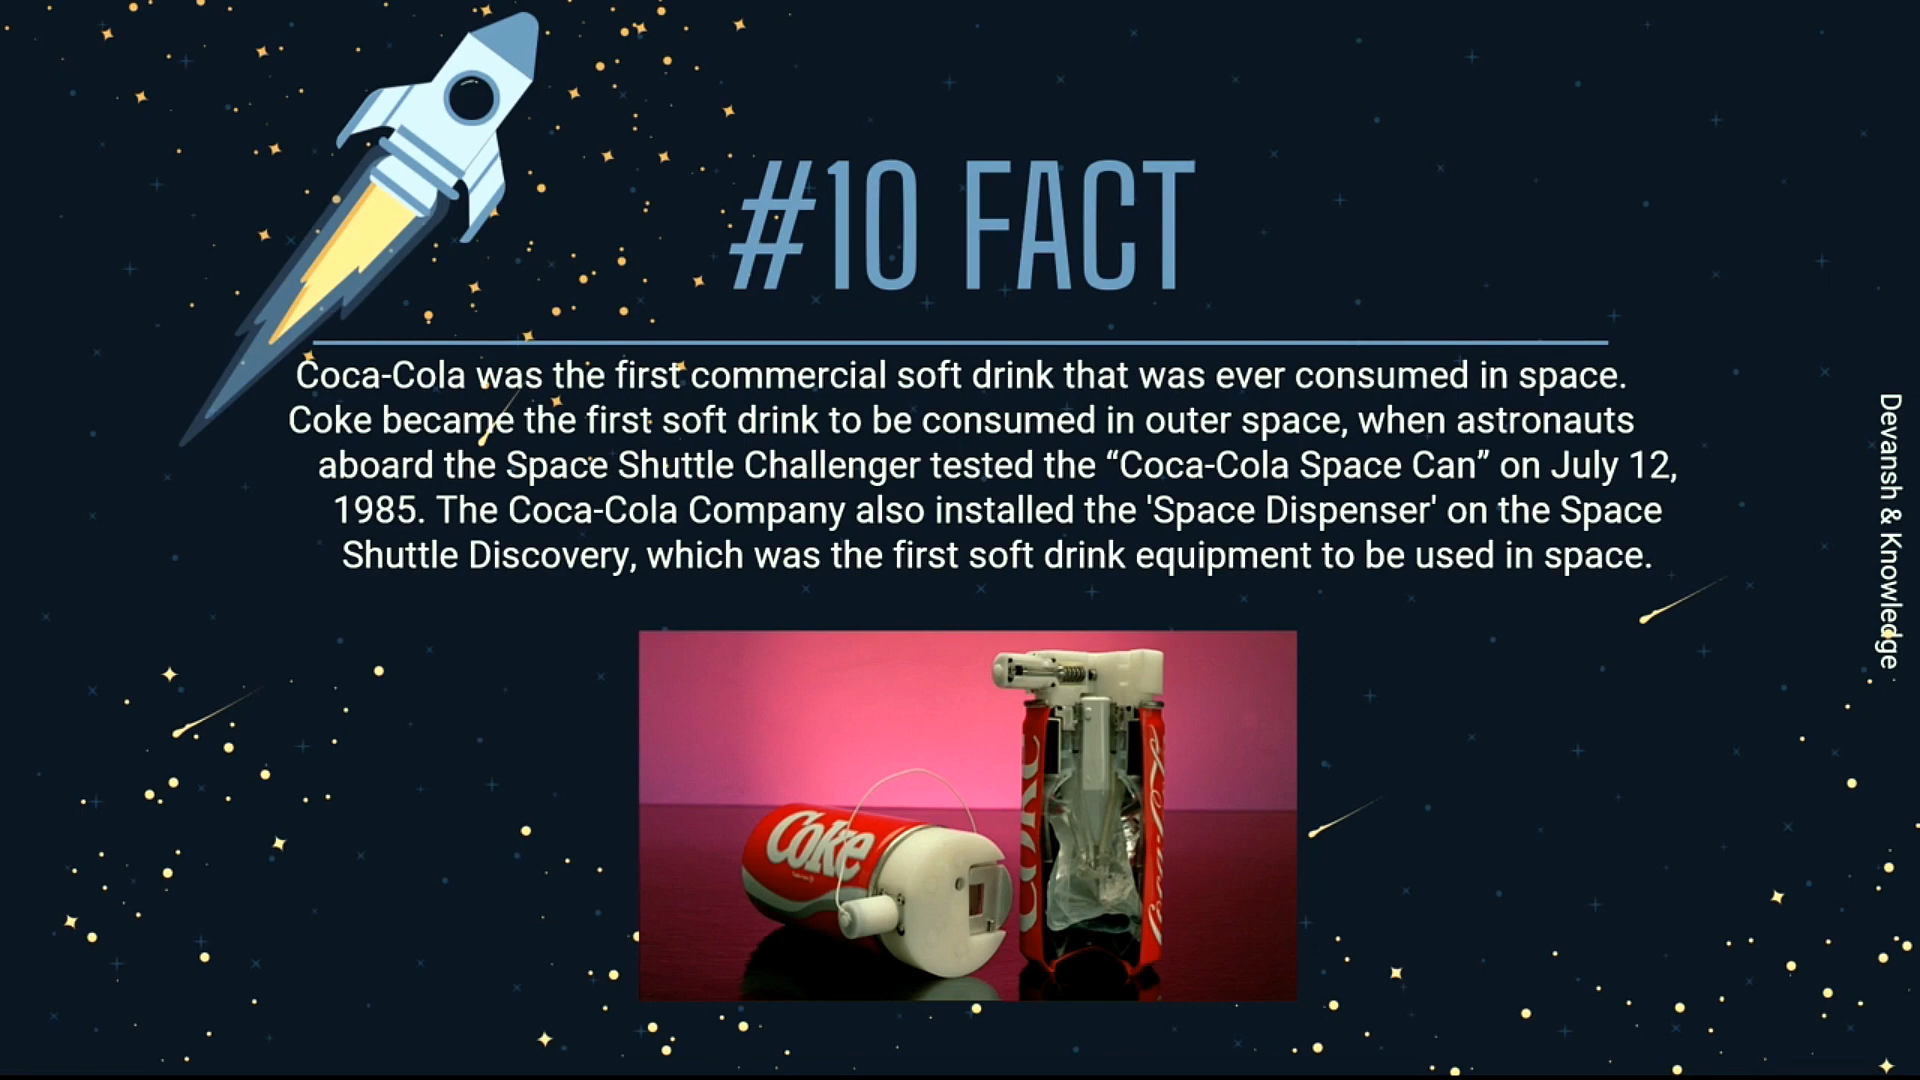 #10 FACT
Coca-Cola was the first commercial soft drink that was ever consumed in space.
Coke became the first soft drink to be consumed in outer space, when astronauts
aboard the Space Shuttle Challenger tested the “Coca-Cola Space Can” on July 12,
1985. The Coca-Cola Company also installed the 'Space Dispenser' on the Space
Shuttle Discovery, which was the first soft drink equipment to be used in space.
Devansh & Knowledge
Coke
COKE
Coca-Cola